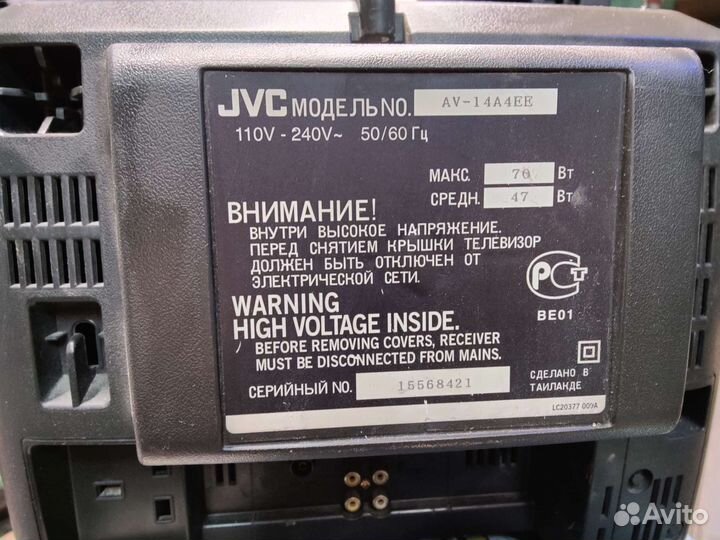 JVC МОДЕЛЬ NO. AV-14A4EE
110V - 240V~ 50/60 Гц
МАКС. 70 Вт
СРЕДН. 47 Вт
ВНИМАНИЕ!
ВНУТРИ ВЫСОКОЕ НАПРЯЖЕНИЕ.
ПЕРЕД СНЯТИЕМ КРЫШКИ ТЕЛЕВИЗОР
ДОЛЖЕН БЫТЬ ОТКЛЮЧЕН ОТ
ЭЛЕКТРИЧЕСКОЙ СЕТИ.
РСТ
BE01
WARNING
HIGH VOLTAGE INSIDE.
BEFORE REMOVING COVERS, RECEIVER
MUST BE DISCONNECTED FROM MAINS.
СЕРИЙНЫЙ NO. 15568421
СДЕЛАНО В
ТАИЛАКДЕ
LC20377 009A
Avito